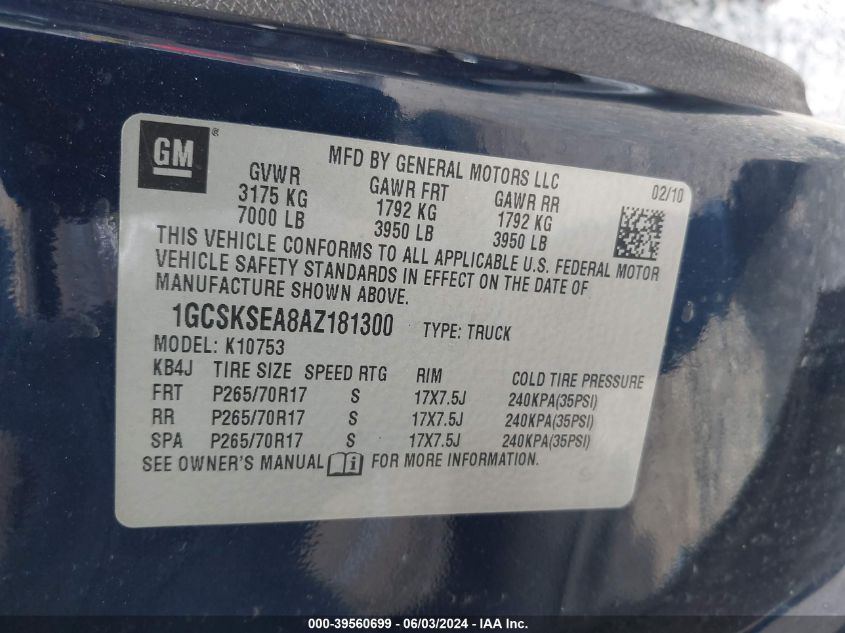 GM ®
MFD BY GENERAL MOTORS LLC
02/10
GVWR GAWR FRT GAWR RR
3175 KG 1792 KG 1792 KG
7000 LB 3950 LB 3950 LB
THIS VEHICLE CONFORMS TO ALL APPLICABLE U.S. FEDERAL MOTOR
VEHICLE SAFETY STANDARDS IN EFFECT ON THE DATE OF
MANUFACTURE SHOWN ABOVE.
1GCSKSEA8AZ181300 TYPE: TRUCK
MODEL: K10753
KB4J TIRE SIZE SPEED RTG RIM COLD TIRE PRESSURE
FRT P265/70R17 S 17X7.5J 240KPA(35PSI)
RR P265/70R17 S 17X7.5J 240KPA(35PSI)
SPA P265/70R17 S 17X7.5J 240KPA(35PSI)
SEE OWNER'S MANUAL i FOR MORE INFORMATION.
000-39560699 - 06/03/2024 - IAA Inc.